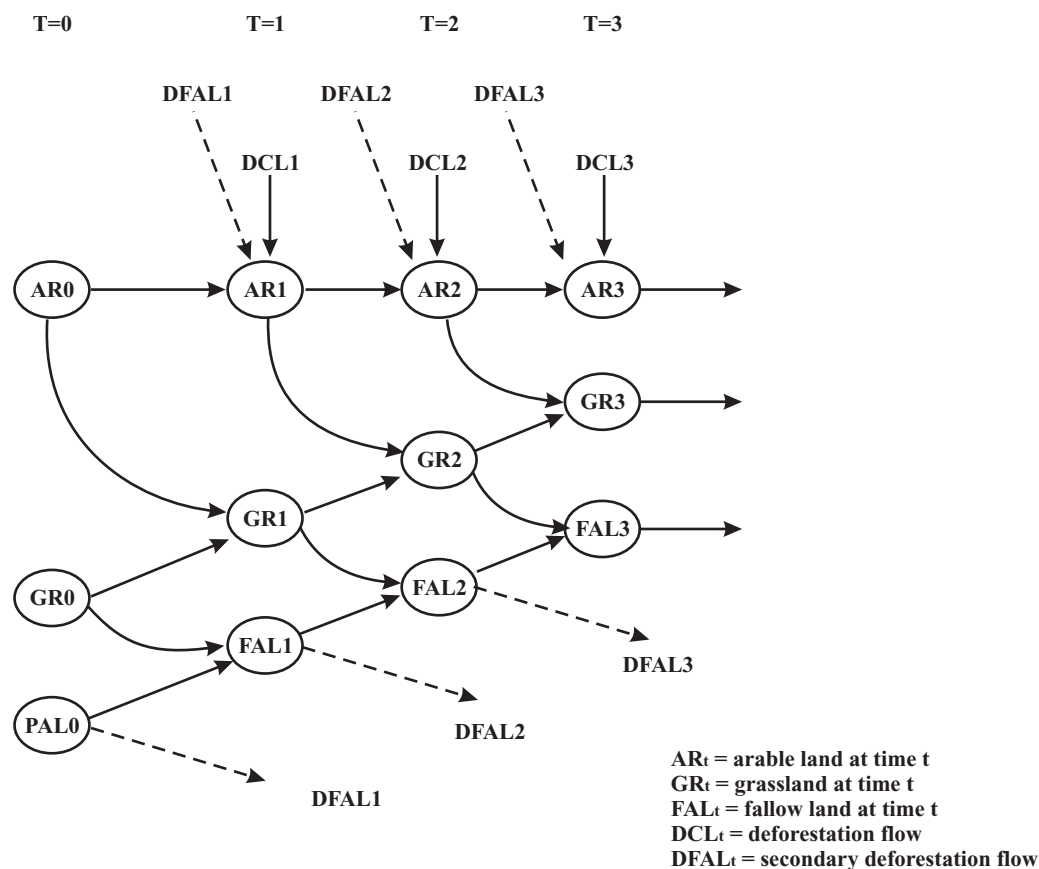 T=0 T=1 T=2 T=3
DFAL1 DFAL2 DFAL3
DCL1 DCL2 DCL3
AR0 AR1 AR2 AR3
GR3
GR2
GR1
FAL3
GR0
FAL2
FAL1
DFAL3
PAL0
DFAL2
DFAL1
ARt = arable land at time t
GRt = grassland at time t
FALt = fallow land at time t
DCLt = deforestation flow
DFALt = secondary deforestation flow